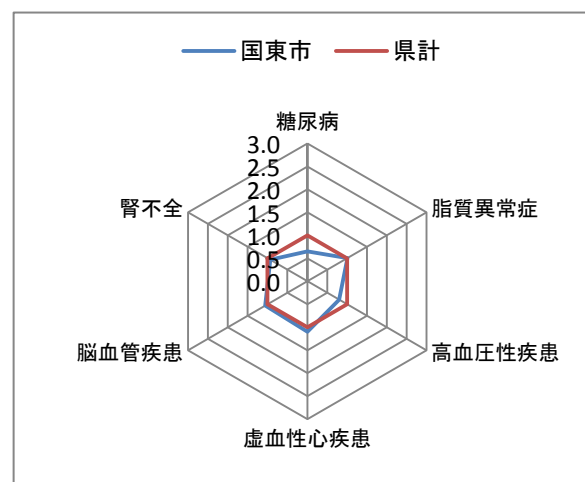 国東市 県計
糖尿病
3.0
2.5
2.0
1.5
1.0
0.5
0.0
脂質異常症
高血圧性疾患
虚血性心疾患
脳血管疾患
腎不全